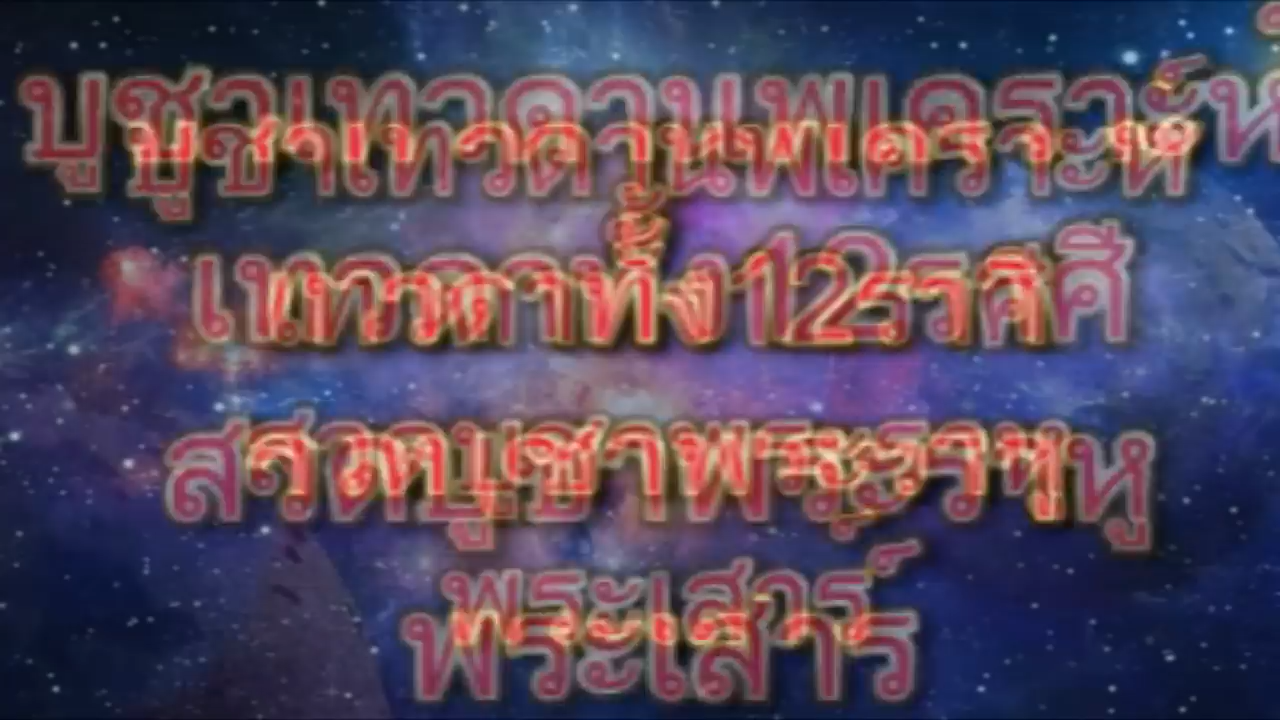 บูชาเทวดานพเคราะห์
เทวดาทั้ง12ราศี
สวดบูชาพระราหู
พระเสาร์